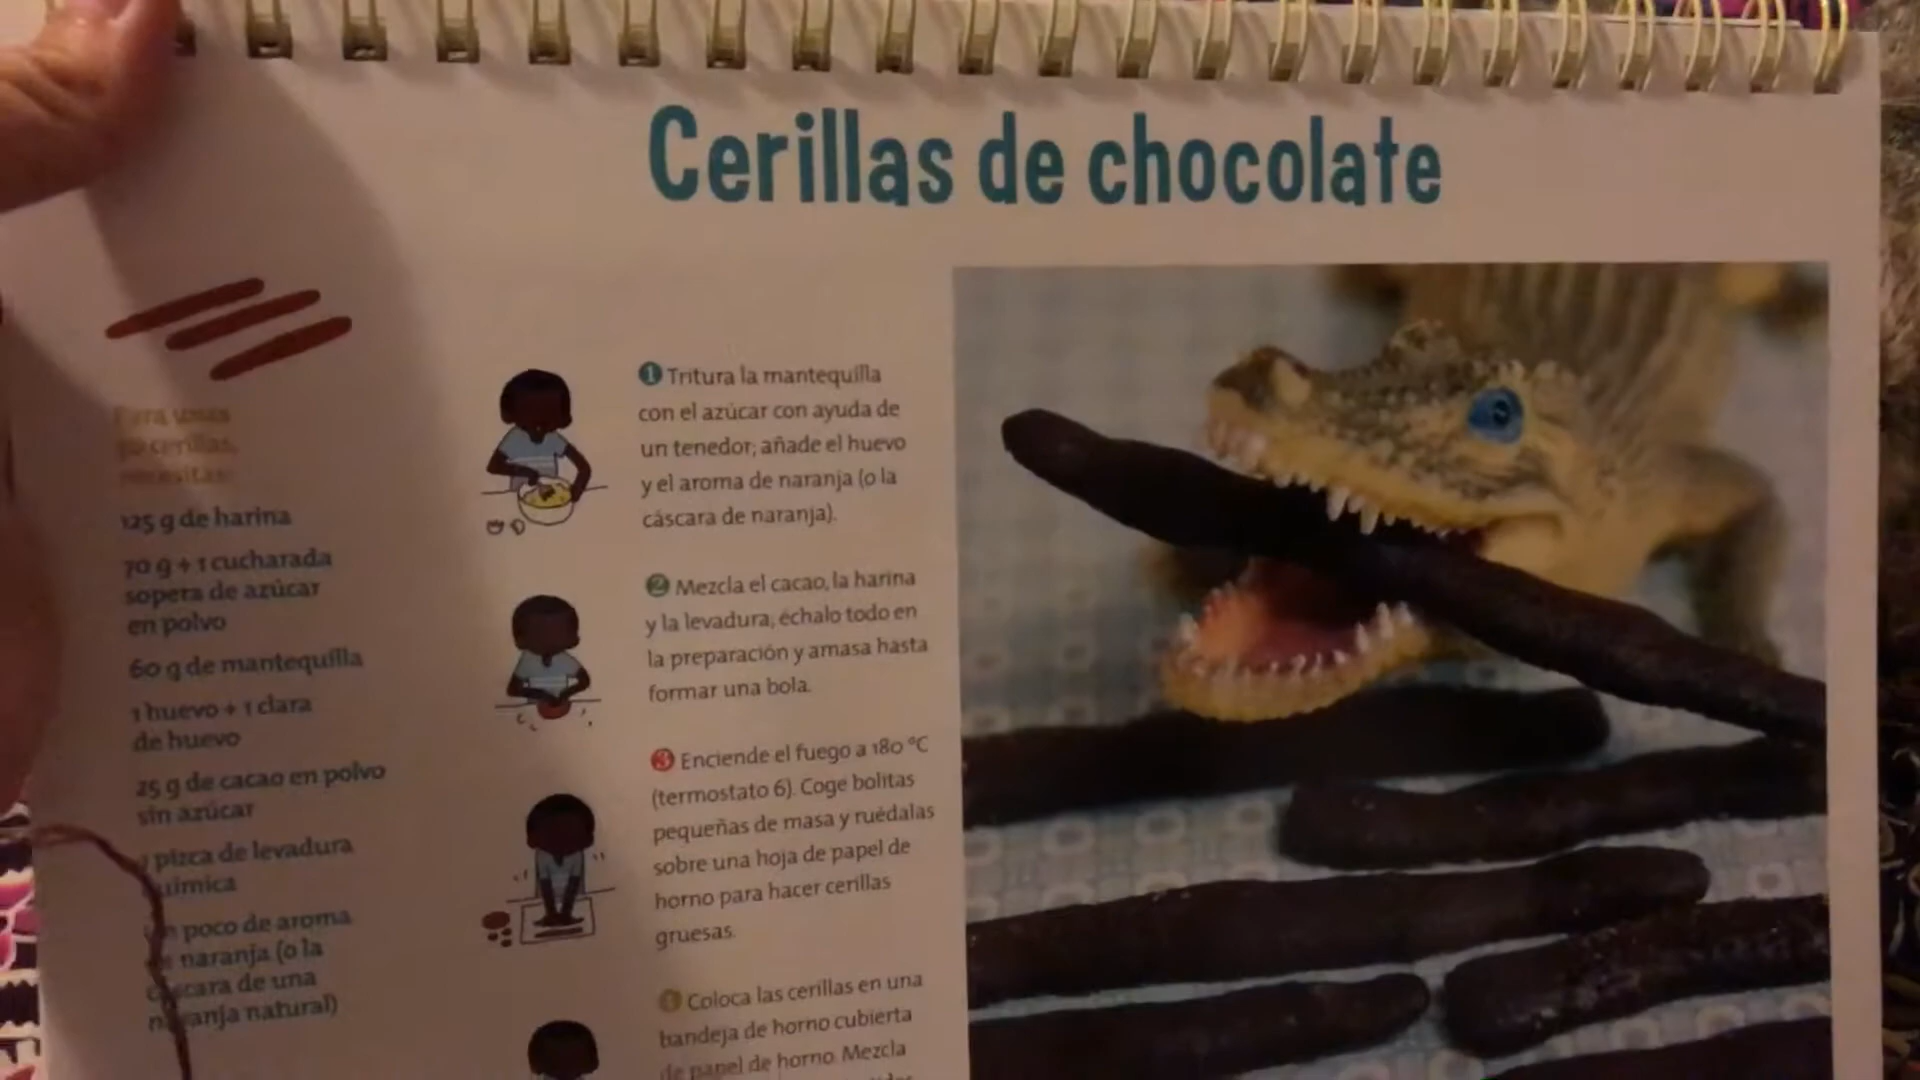 Cerillas de chocolate
Para unas
cerillas,
necesitas:
125 g de harina
70 g + 1 cucharada
sopera de azúcar
en polvo
60 g de mantequilla
1 huevo + 1 clara
de huevo
25 g de cacao en polvo
sin azúcar
pizca de levadura
poco de aroma
naranja (o la
de una
natural)
1 Tritura la mantequilla
con el azúcar con ayuda de
un tenedor; añade el huevo
y el aroma de naranja (o la
cáscara de naranja).
2 Mezcla el cacao, la harina
y la levadura, échalo todo en
la preparación y amasa hasta
formar una bola.
3 Enciende el fuego a 180 °C
(termostato 6). Coge bolitas
pequeñas de masa y ruédalas
sobre una hoja de papel de
horno para hacer cerillas
gruesas.
Coloca las cerillas en una
bandeja de horno cubierta
de papel de horno. Mezcla